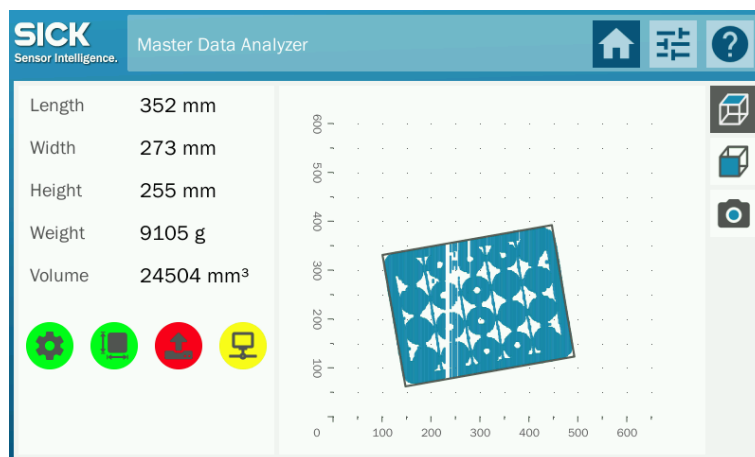 SICK
Sensor Intelligence.
Master Data Analyzer
?
Length 352 mm
Width 273 mm
Height 255 mm
Weight 9105 g
Volume 24504 mm³
600
500
400
300
200
100
0 100 200 300 400 500 600